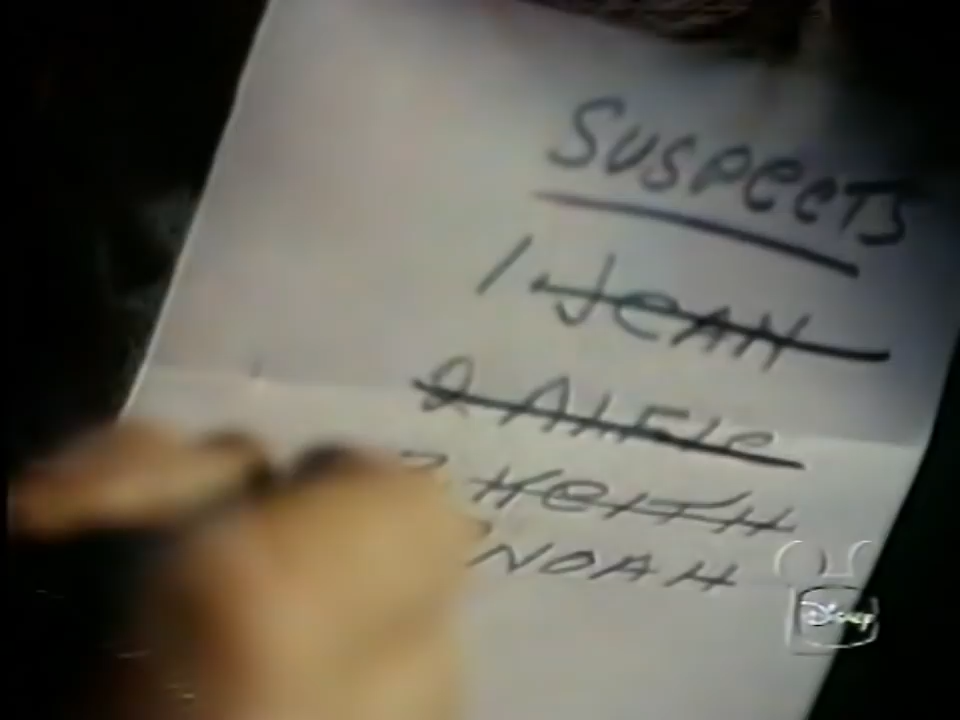 SUSPeCTS
1. JeAN
2 AlFie
3 KeITH
NOAH
Disney